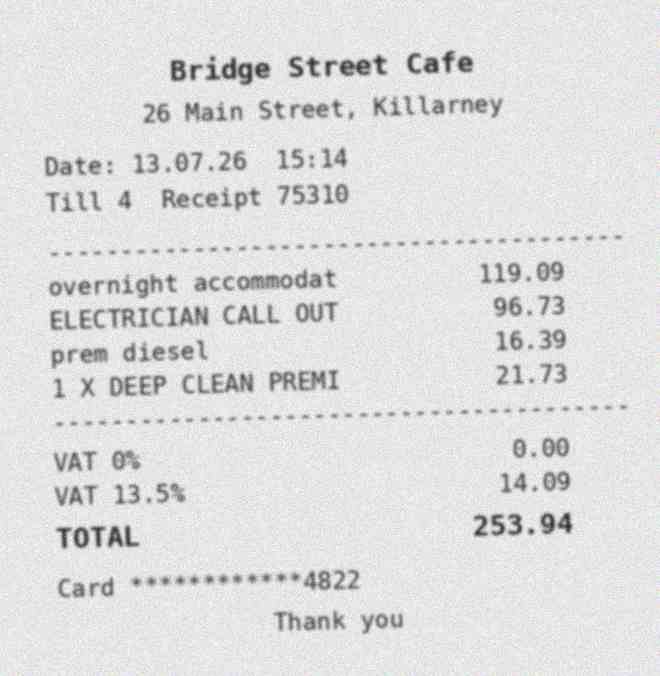 Bridge Street Cafe
26 Main Street, Killarney
Date: 13.07.26  15:14
Till 4  Receipt 75310
----------------------------------------
overnight accommodat 119.09
ELECTRICIAN CALL OUT 96.73
prem diesel 16.39
1 X DEEP CLEAN PREMI 21.73
----------------------------------------
VAT 0% 0.00
VAT 13.5% 14.09
TOTAL 253.94
Card ************4822
Thank you